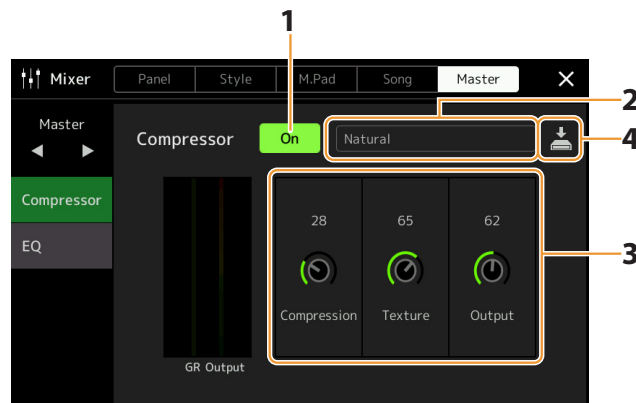 1
Mixer Panel Style M.Pad Song Master
2
Master
Compressor On Natural
4
Compressor
28 65 62
EQ
3
Compression Texture Output
GR Output